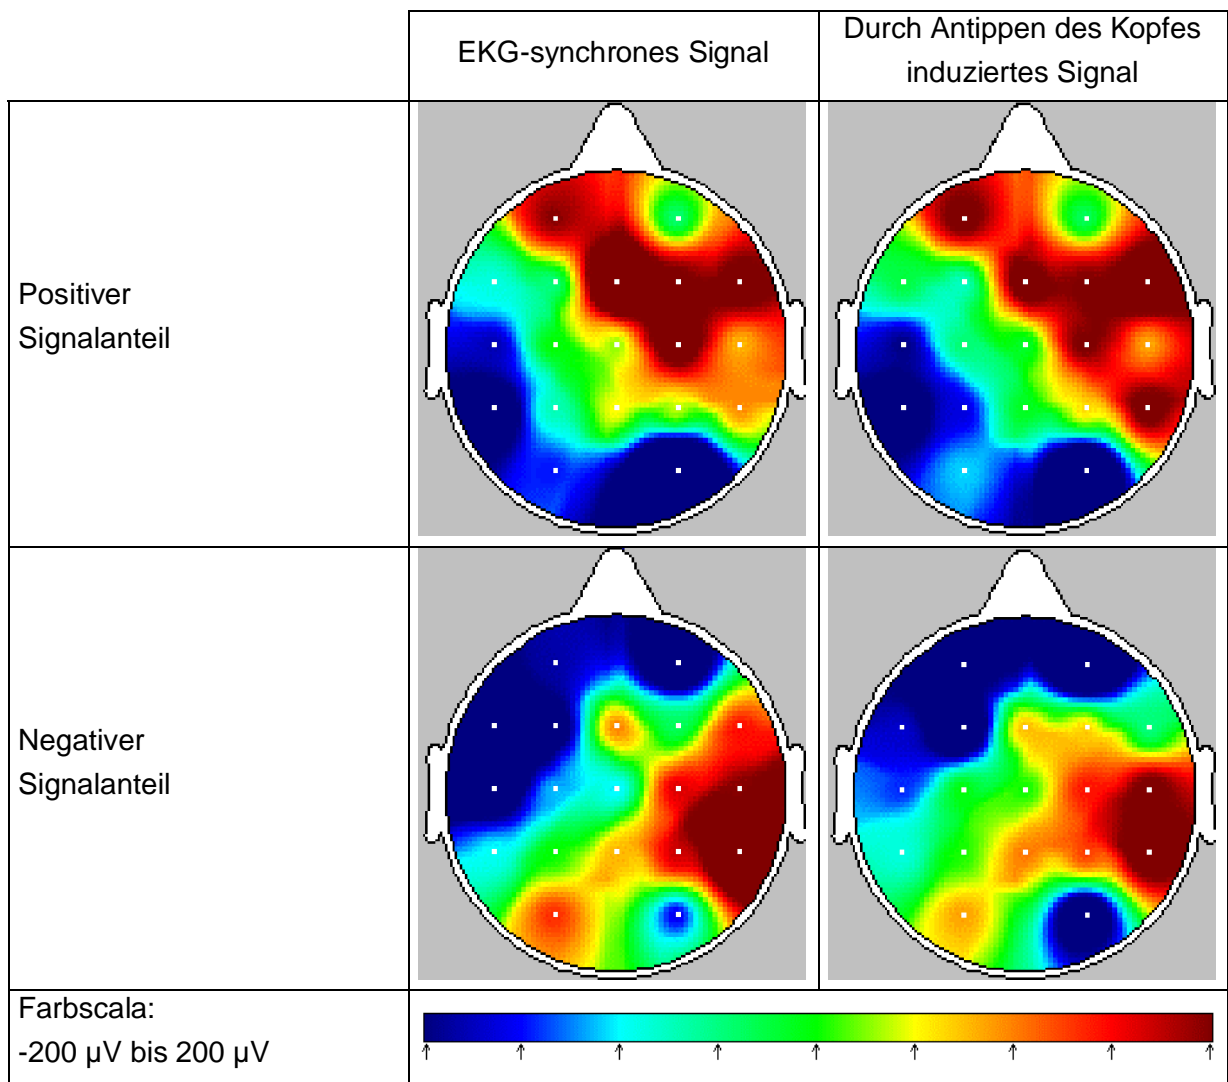 EKG-synchrones Signal
Durch Antippen des Kopfes
induziertes Signal
Positiver
Signalanteil
Negativer
Signalanteil
Farbscala:
-200 µV bis 200 µV